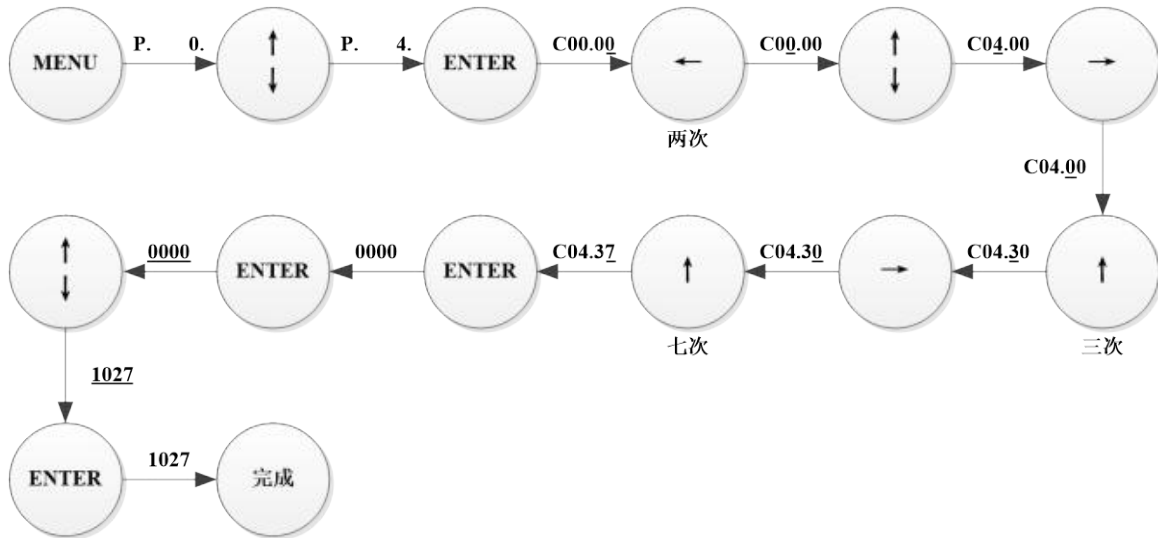 MENU P. 0. ↑↓ P. 4. ENTER C00.00 ← C00.00 ↑↓ C04.00 →
两次
C04.00
↑↓ 0000 ENTER 0000 ENTER C04.37 ↑ C04.30 → C04.30 ↑
七次 三次
1027
ENTER 1027 完成